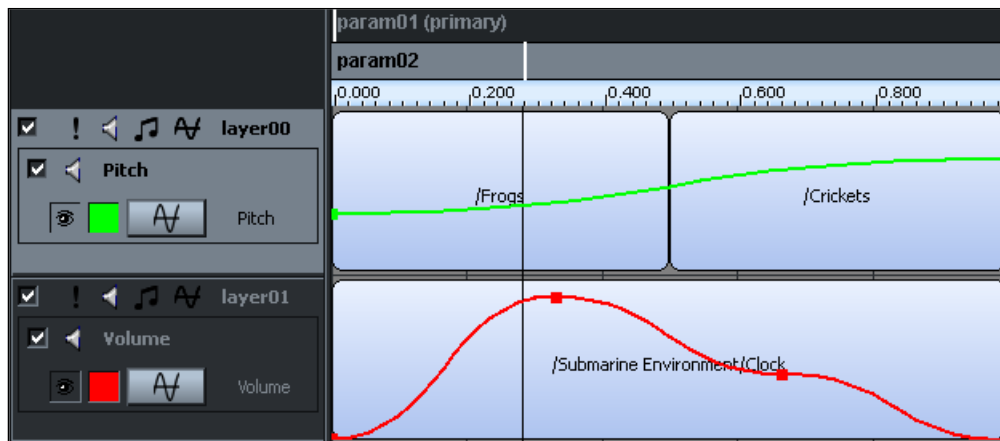 param01 (primary)
param02
0.000 0.200 0.400 0.600 0.800
layer00
Pitch
/Frogs /Crickets
Pitch
layer01
Volume
/Submarine Environment/Clock
Volume